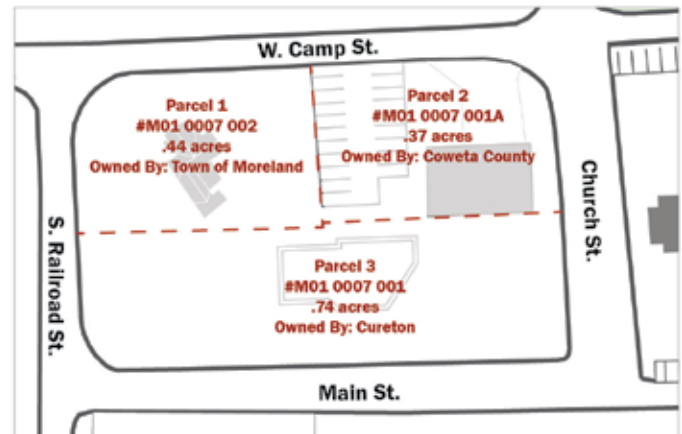 W. Camp St.
Parcel 1
#M01 0007 002
.44 acres
Owned By: Town of Moreland
Parcel 2
#M01 0007 001A
.37 acres
Owned By: Coweta County
S. Railroad St.
Church St.
Parcel 3
#M01 0007 001
.74 acres
Owned By: Cureton
Main St.